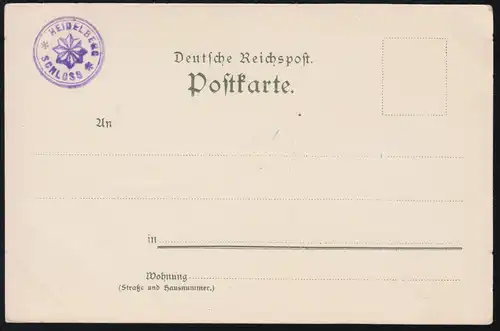 * HEIDELBERG *
SCHLOSS
Deutsche Reichspost.
Postkarte.
An
in
Wohnung
(Straße und Hausnummer.)